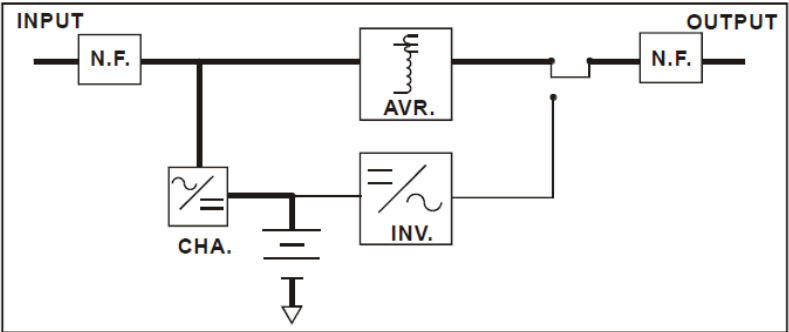 INPUT
OUTPUT
N.F.
N.F.
AVR.
CHA.
INV.